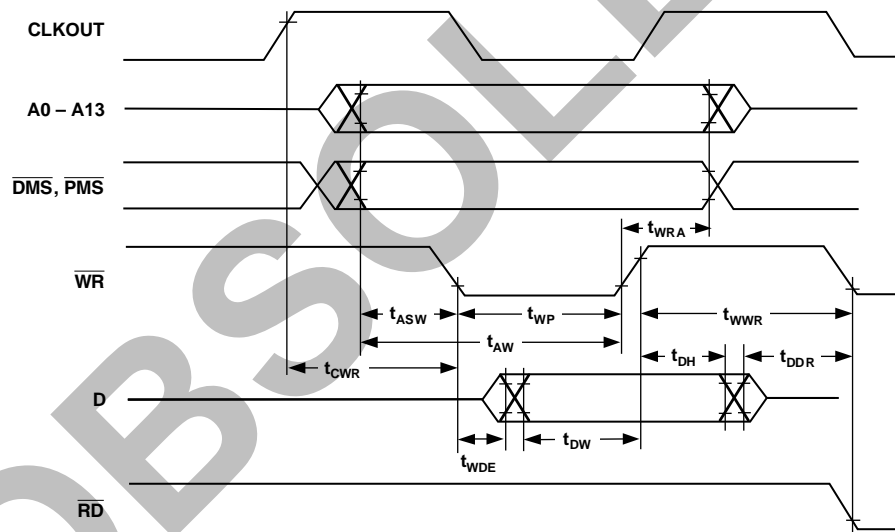 OBSOLETE
CLKOUT
A0 – A13
DMS, PMS
tWRA
WR
tASW
tWP
tWWR
tAW
tCWR
tDH
tDDR
D
tWDE
tDW
RD